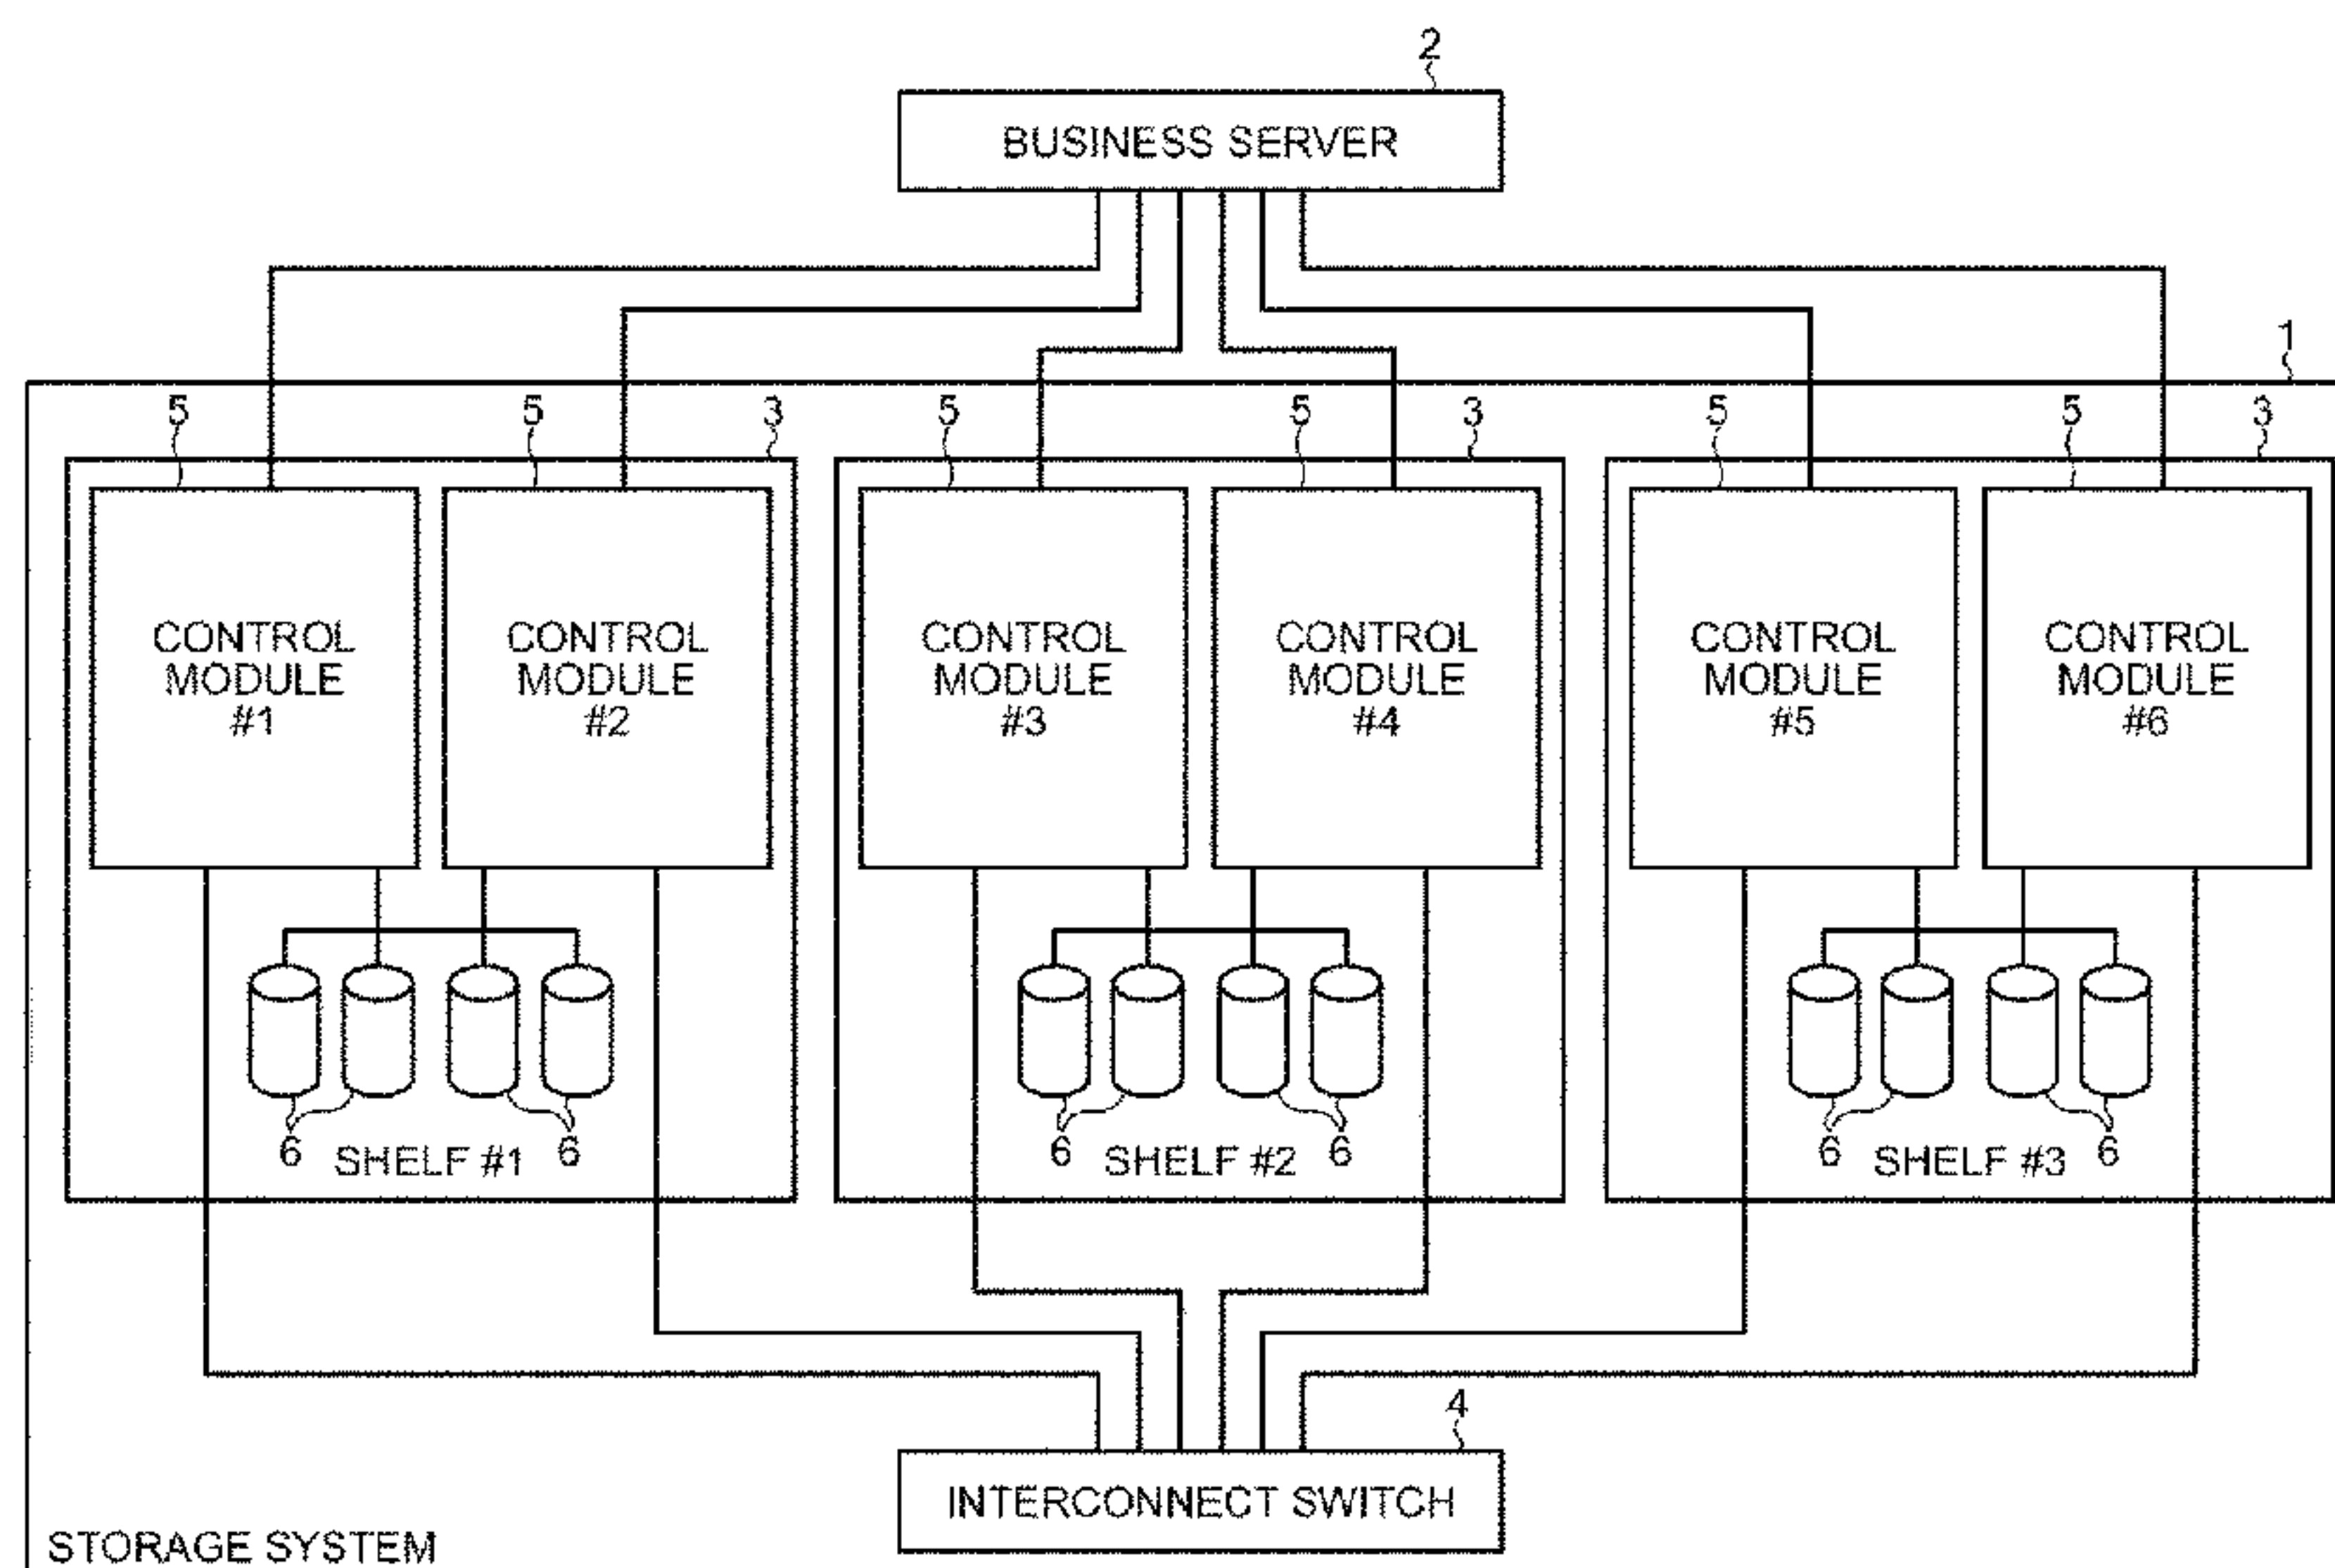 2
BUSINESS SERVER
1
5 5 3 5 5 3 5 5 3
CONTROL
MODULE
#1
CONTROL
MODULE
#2
CONTROL
MODULE
#3
CONTROL
MODULE
#4
CONTROL
MODULE
#5
CONTROL
MODULE
#6
6 SHELF #1 6
6 SHELF #2 6
6 SHELF #3 6
4
INTERCONNECT SWITCH
STORAGE SYSTEM